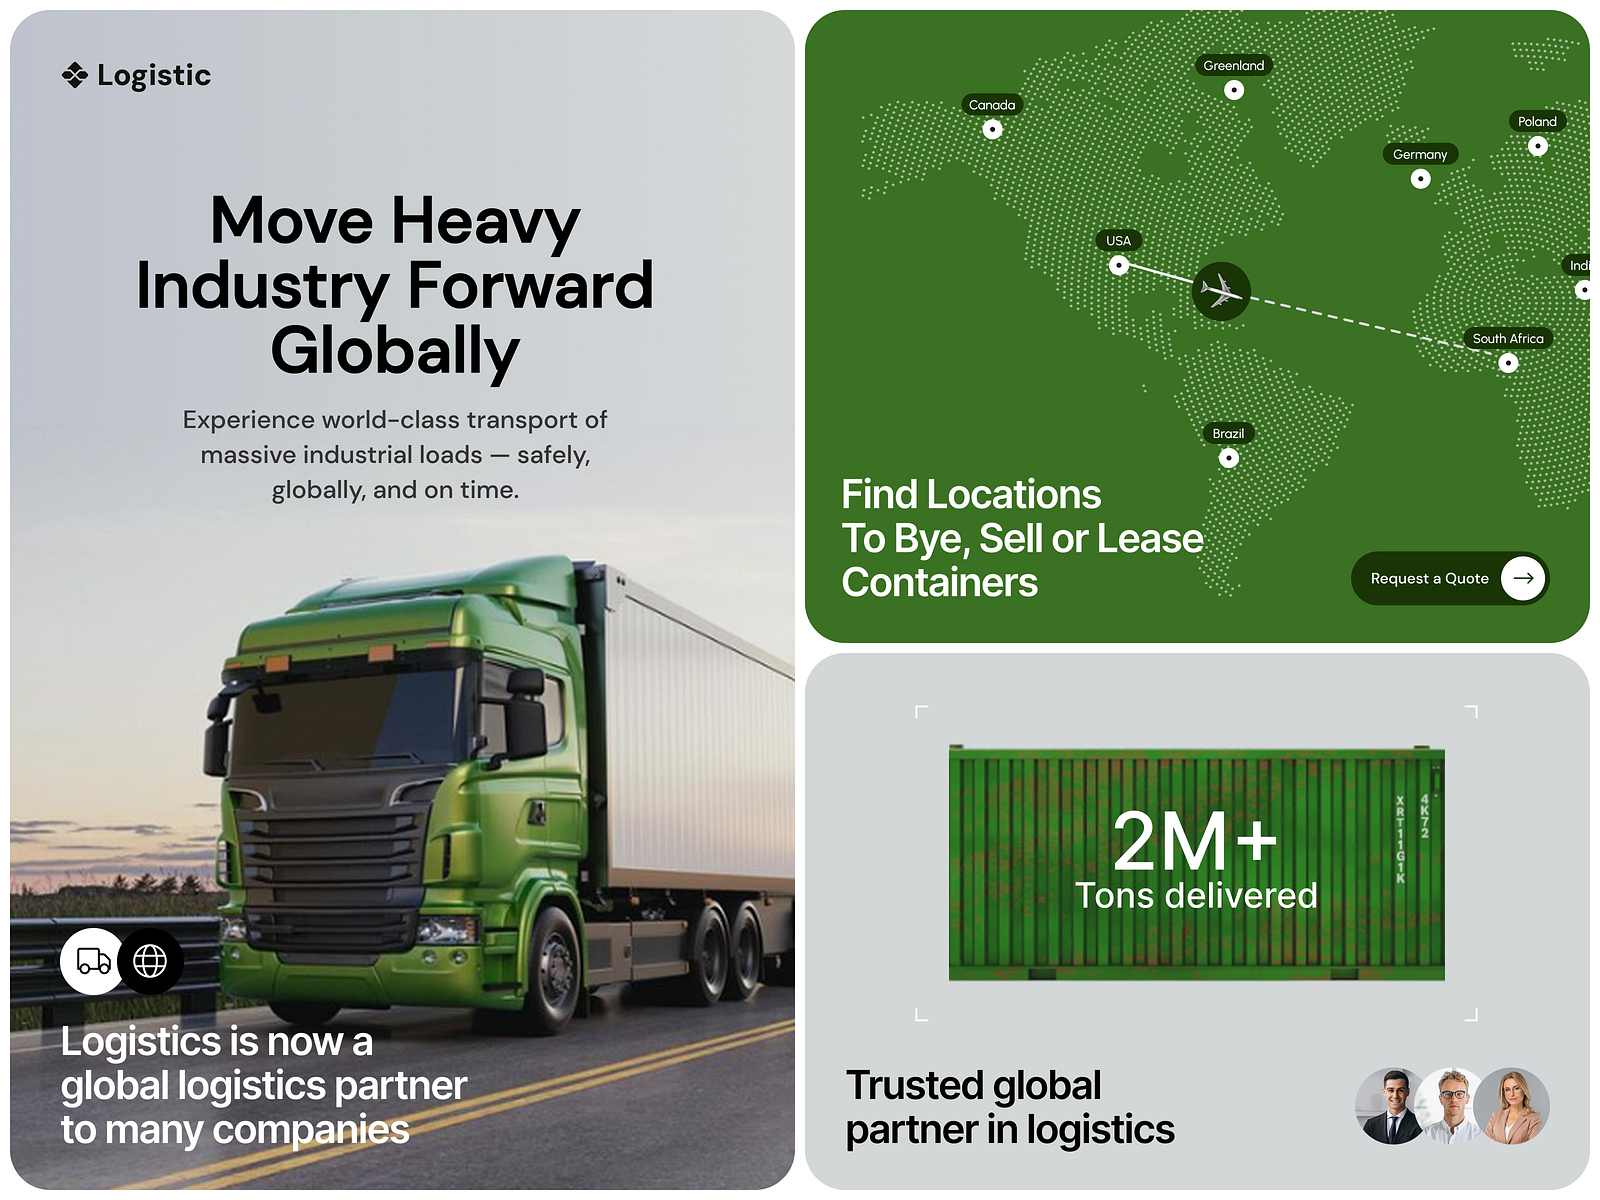 Logistic
Move Heavy
Industry Forward
Globally
Experience world-class transport of
massive industrial loads — safely,
globally, and on time.
Logistics is now a
global logistics partner
to many companies
Greenland
Canada
Poland
Germany
USA
Indi
South Africa
Brazil
Find Locations
To Bye, Sell or Lease
Containers
Request a Quote
2M+
Tons delivered
XRT11G1K
4K72
Trusted global
partner in logistics